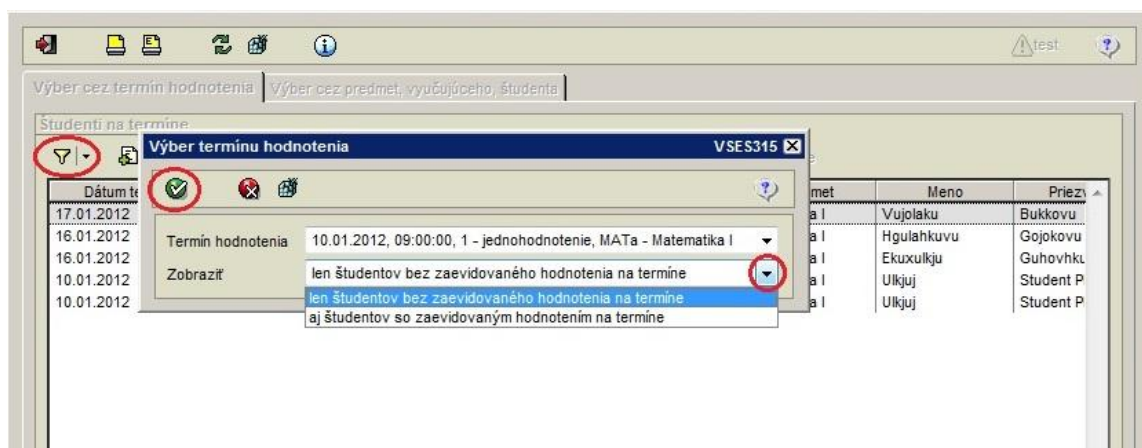 test
Výber cez termín hodnotenia Výber cez predmet, vyučujúceho, študenta
Študenti na termíne
Výber termínu hodnotenia VSES315
Dátum te met Meno Priezv
17.01.2012 a I Vujolaku Bukkovu
16.01.2012 a I Hgulahkuvu Gojokovu
16.01.2012 a I Ekuxulkju Guhovhku
10.01.2012 a I Ulkjuj Student P
10.01.2012 a I Ulkjuj Student P
Termín hodnotenia 10.01.2012, 09:00:00, 1 - jednohodnotenie, MATa - Matematika I
Zobraziť len študentov bez zaevidovaného hodnotenia na termíne
len študentov bez zaevidovaného hodnotenia na termíne
aj študentov so zaevidovaným hodnotením na termíne